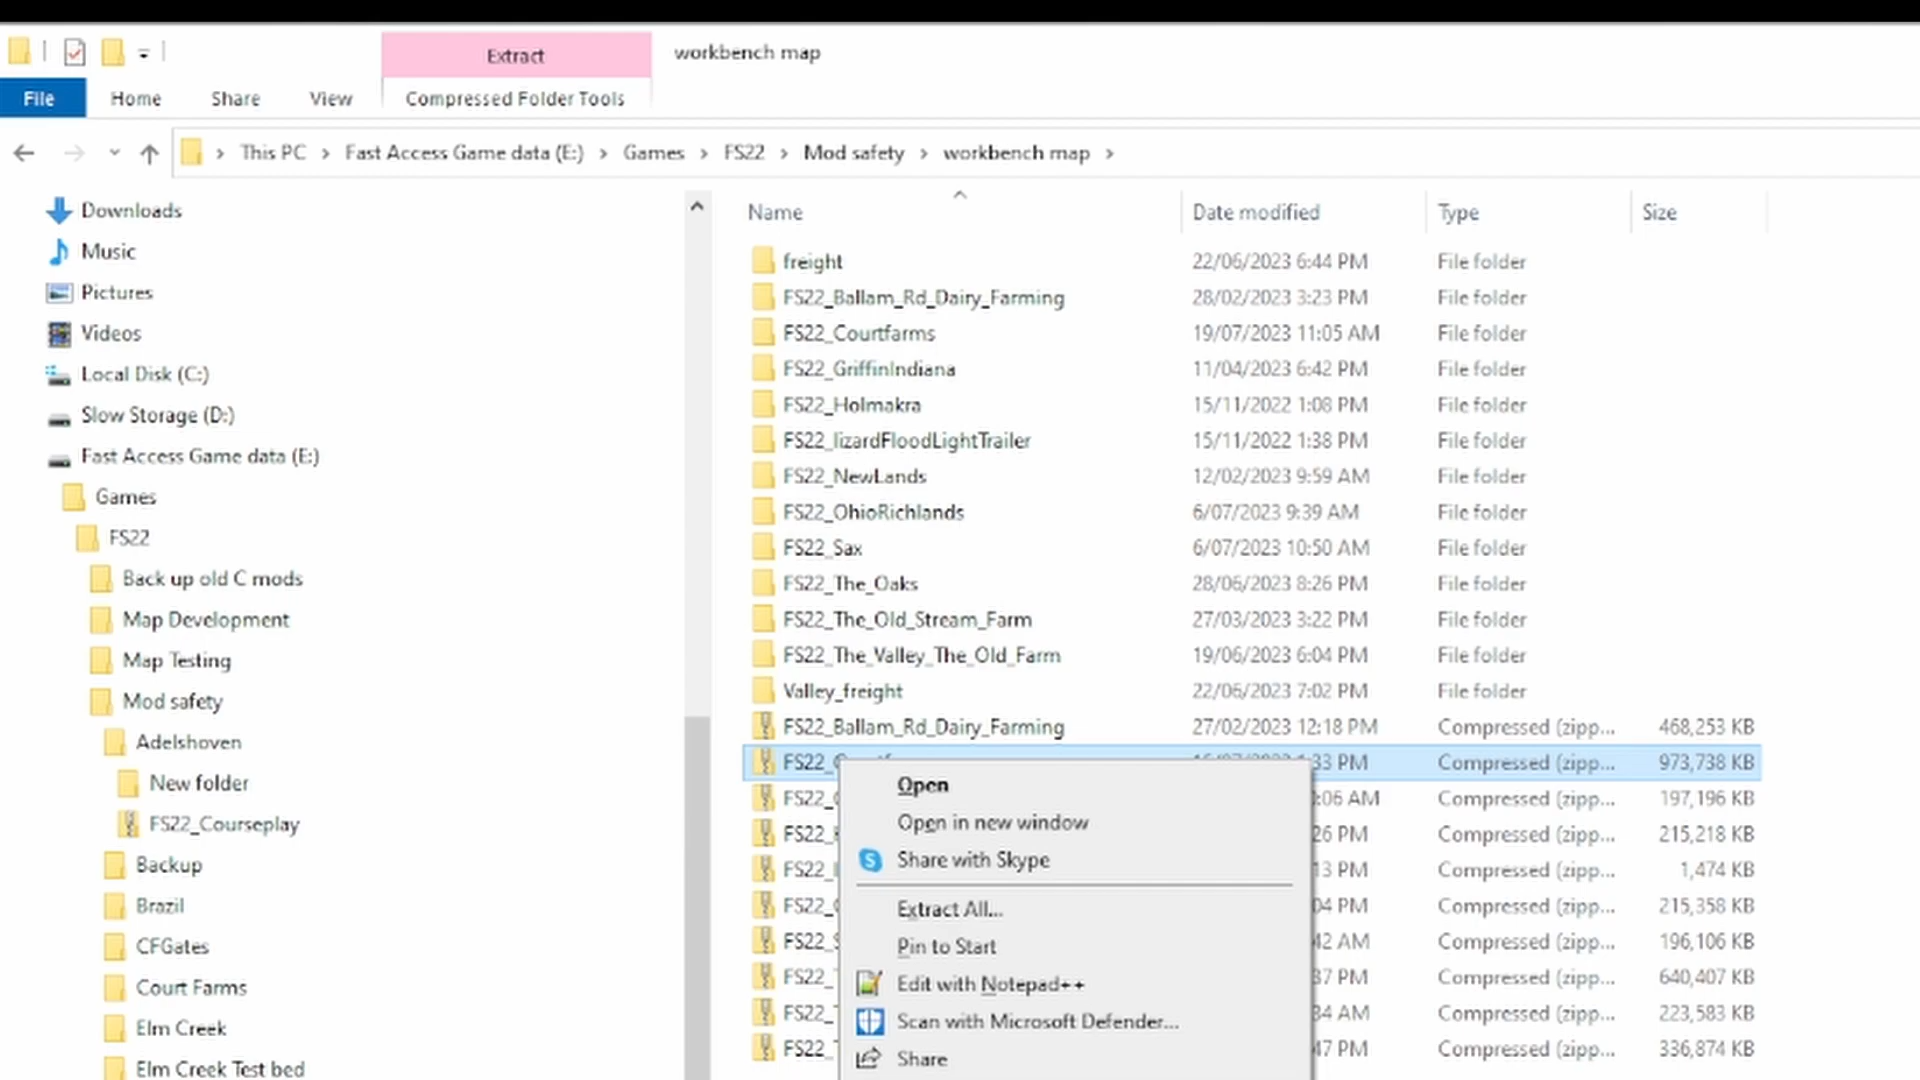 Extract
workbench map
File
Home
Share
View
Compressed Folder Tools
This PC > Fast Access Game data (E:) > Games > FS22 > Mod safety > workbench map >
Downloads
Music
Pictures
Videos
Local Disk (C:)
Slow Storage (D:)
Fast Access Game data (E:)
Games
FS22
Back up old C mods
Map Development
Map Testing
Mod safety
Adelshoven
New folder
FS22_Courseplay
Backup
Brazil
CFGates
Court Farms
Elm Creek
Elm Creek Test bed
Name Date modified Type Size
freight 22/06/2023 6:44 PM File folder
FS22_Ballam_Rd_Dairy_Farming 28/02/2023 3:23 PM File folder
FS22_Courtfarms 19/07/2023 11:05 AM File folder
FS22_GriffinIndiana 11/04/2023 6:42 PM File folder
FS22_Holmakra 15/11/2022 1:08 PM File folder
FS22_lizardFloodLightTrailer 15/11/2022 1:38 PM File folder
FS22_NewLands 12/02/2023 9:59 AM File folder
FS22_OhioRichlands 6/07/2023 9:39 AM File folder
FS22_Sax 6/07/2023 10:50 AM File folder
FS22_The_Oaks 28/06/2023 8:26 PM File folder
FS22_The_Old_Stream_Farm 27/03/2023 3:22 PM File folder
FS22_The_Valley_The_Old_Farm 19/06/2023 6:04 PM File folder
Valley_freight 22/06/2023 7:02 PM File folder
FS22_Ballam_Rd_Dairy_Farming 27/02/2023 12:18 PM Compressed (zipp... 468,253 KB
FS22_ :33 PM Compressed (zipp... 973,738 KB
FS22_ :06 AM Compressed (zipp... 197,196 KB
FS22_ 26 PM Compressed (zipp... 215,218 KB
FS22_ 13 PM Compressed (zipp... 1,474 KB
FS22_ 04 PM Compressed (zipp... 215,358 KB
FS22_ 42 AM Compressed (zipp... 196,106 KB
FS22_ 37 PM Compressed (zipp... 640,407 KB
FS22_ 34 AM Compressed (zipp... 223,583 KB
FS22_ 47 PM Compressed (zipp... 336,874 KB
Open
Open in new window
Share with Skype
Extract All...
Pin to Start
Edit with Notepad++
Scan with Microsoft Defender...
Share